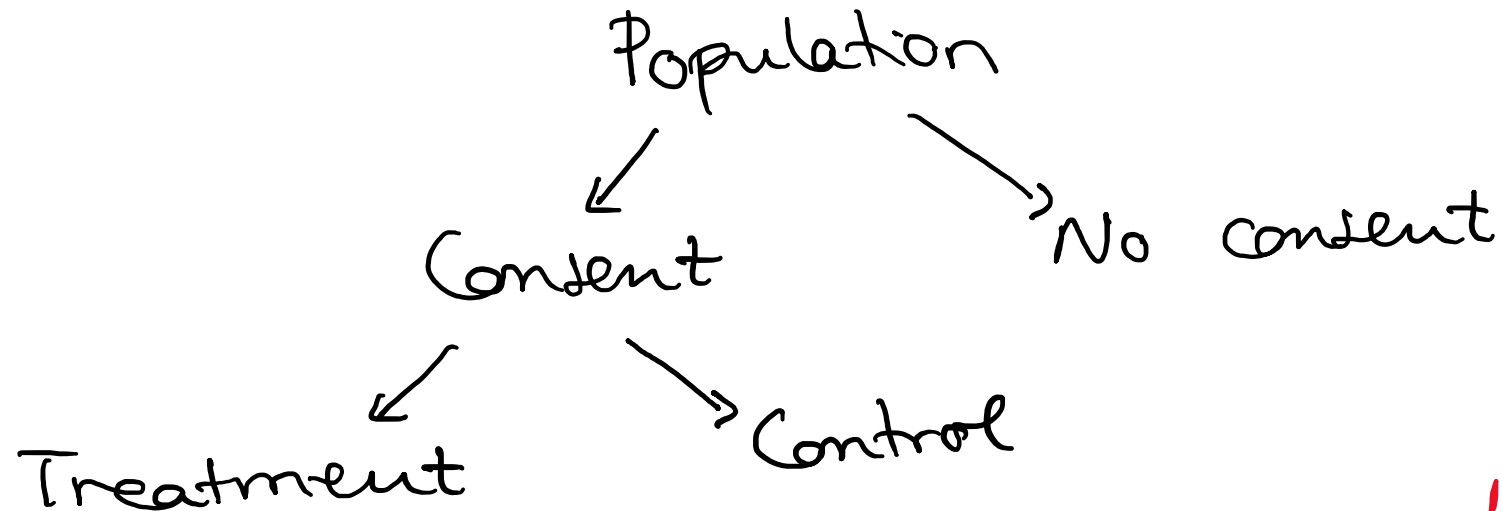 Population
Consent
No consent
Treatment
Control